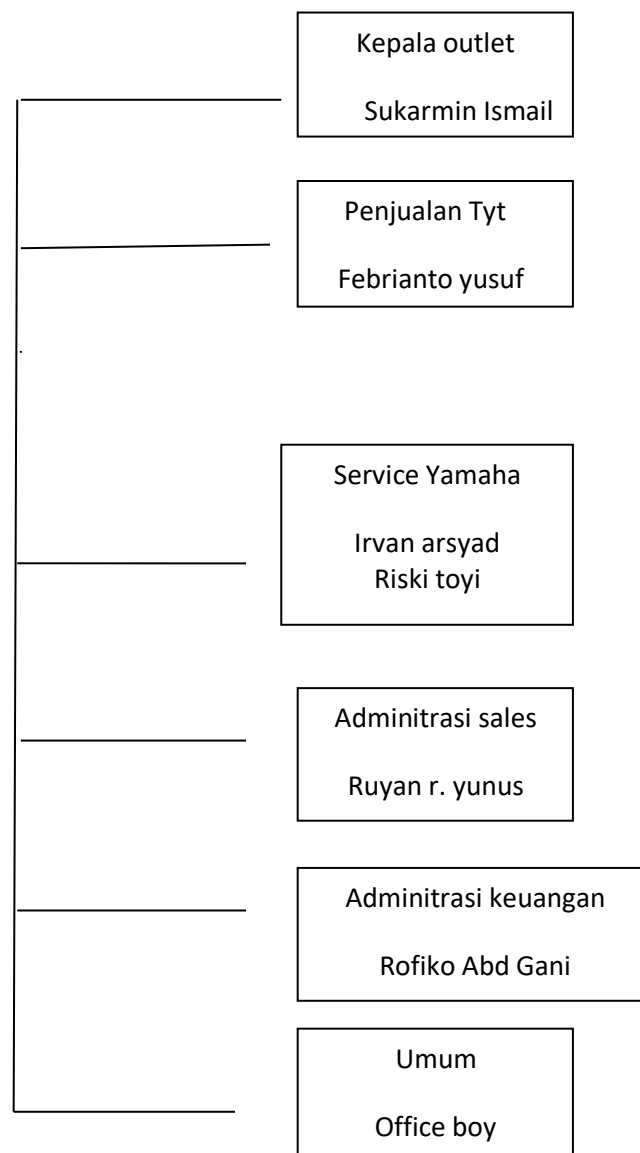 Kepala outlet
Sukarmin Ismail
Penjualan Tyt
Febrianto yusuf
Service Yamaha
Irvan arsyad
Riski toyi
Adminitrasi sales
Ruyan r. yunus
Adminitrasi keuangan
Rofiko Abd Gani
Umum
Office boy